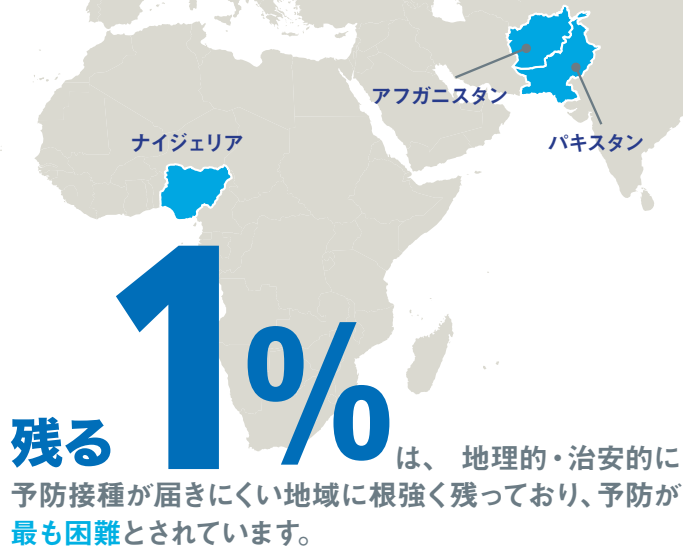 アフガニスタン
ナイジェリア
パキスタン
残る1%は、 地理的・治安的に
予防接種が届きにくい地域に根強く残っており、予防が
最も困難とされています。